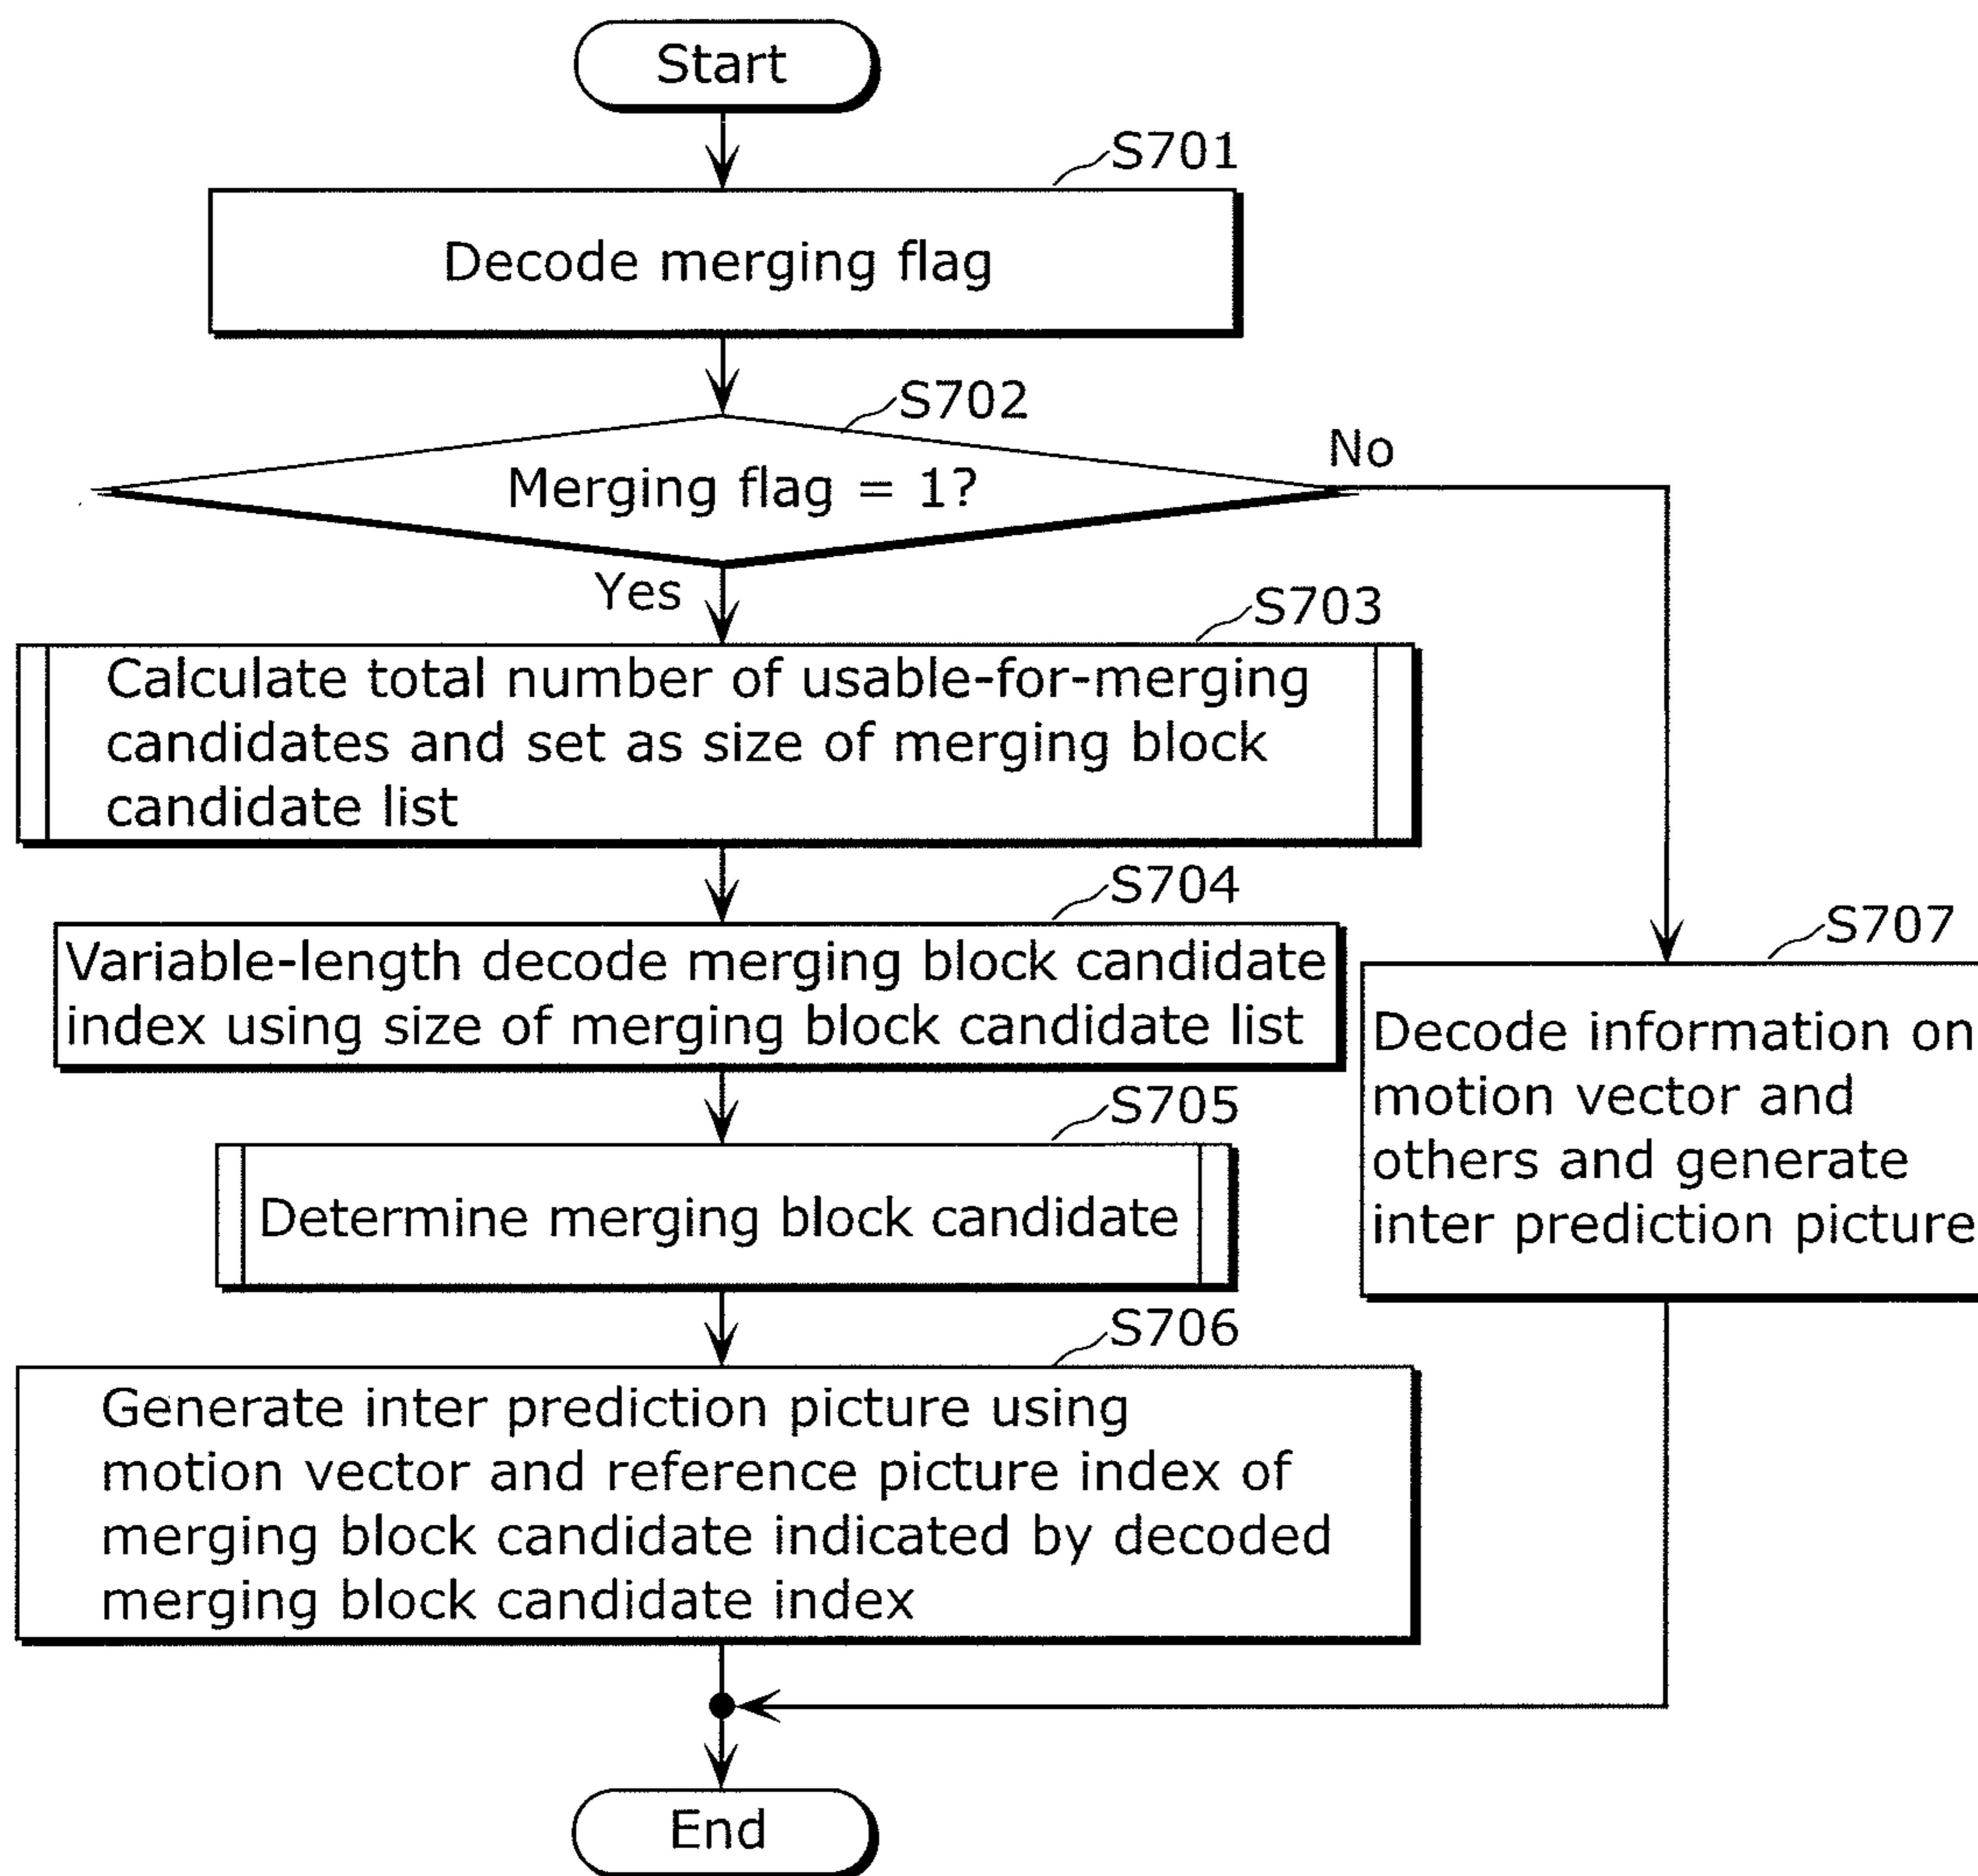 Start
S701
Decode merging flag
S702
Merging flag = 1?
No
Yes
S703
Calculate total number of usable-for-merging
candidates and set as size of merging block
candidate list
S704
Variable-length decode merging block candidate
index using size of merging block candidate list
S707
Decode information on
motion vector and
others and generate
inter prediction picture
S705
Determine merging block candidate
S706
Generate inter prediction picture using
motion vector and reference picture index of
merging block candidate indicated by decoded
merging block candidate index
End